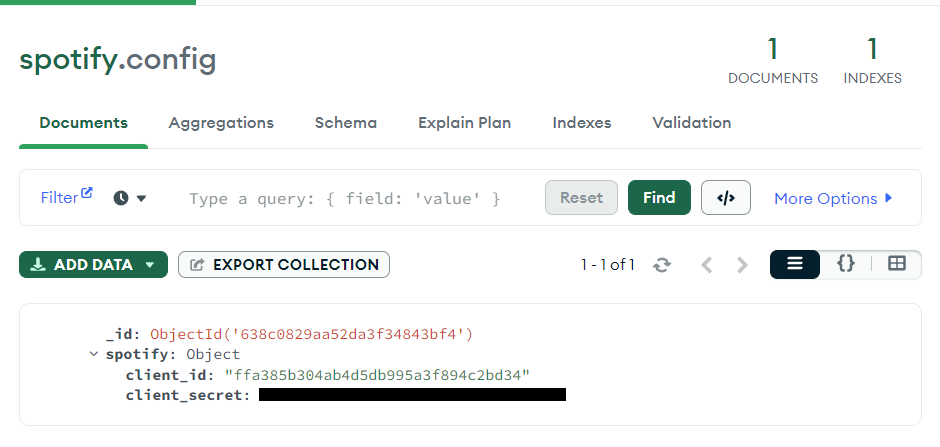 spotify.config
1 1
DOCUMENTS INDEXES
Documents Aggregations Schema Explain Plan Indexes Validation
Filter Type a query: { field: 'value' } Reset Find </> More Options
ADD DATA EXPORT COLLECTION 1 - 1 of 1 {}
_id: ObjectId('638c0829aa52da3f34843bf4')
spotify: Object
client_id: "ffa385b304ab4d5db995a3f894c2bd34"
client_secret: